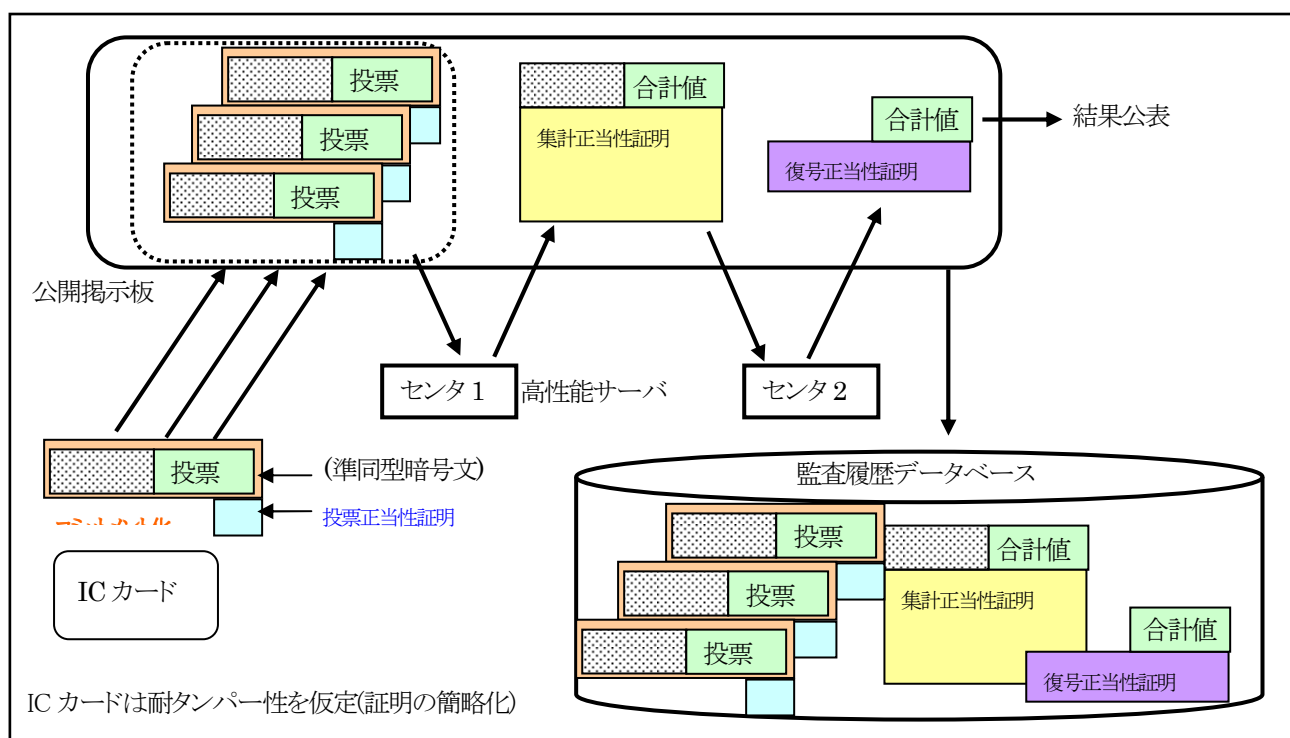 投票
合計値
投票
集計正当性証明
合計値
結果公表
復号正当性証明
投票
公開掲示板
センタ1
高性能サーバ
センタ2
投票
(準同型暗号文)
投票正当性証明
監査履歴データベース
ICカード
投票
合計値
投票
集計正当性証明
合計値
投票
復号正当性証明
ICカードは耐タンパー性を仮定(証明の簡略化)